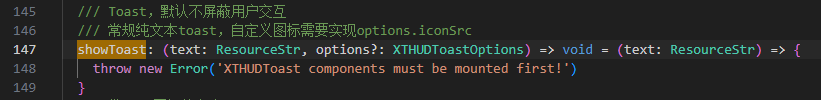 145 /// Toast，默认不屏蔽用户交互
146 /// 常规纯文本toast，自定义图标需要实现options.iconSrc
147 showToast: (text: ResourceStr, options?: XTHUDToastOptions) => void = (text: ResourceStr) => {
148 throw new Error('XTHUDToast components must be mounted first!')
149 }